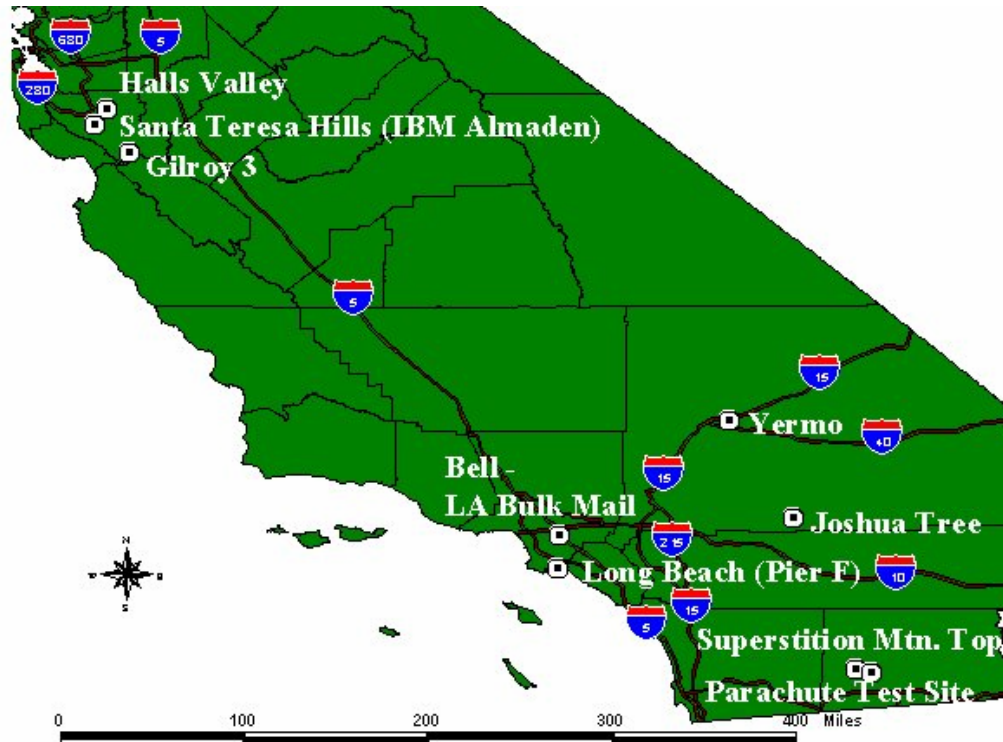 680
5
280
Halls Valley
Santa Teresa Hills (IBM Almaden)
Gilroy 3
5
15
Yermo
40
Bell -
15
LA Bulk Mail
Joshua Tree
215
N
Long Beach (Pier F)
10
S
15
5
Superstition Mtn. Top
Parachute Test Site
0 100 200 300 400 Miles